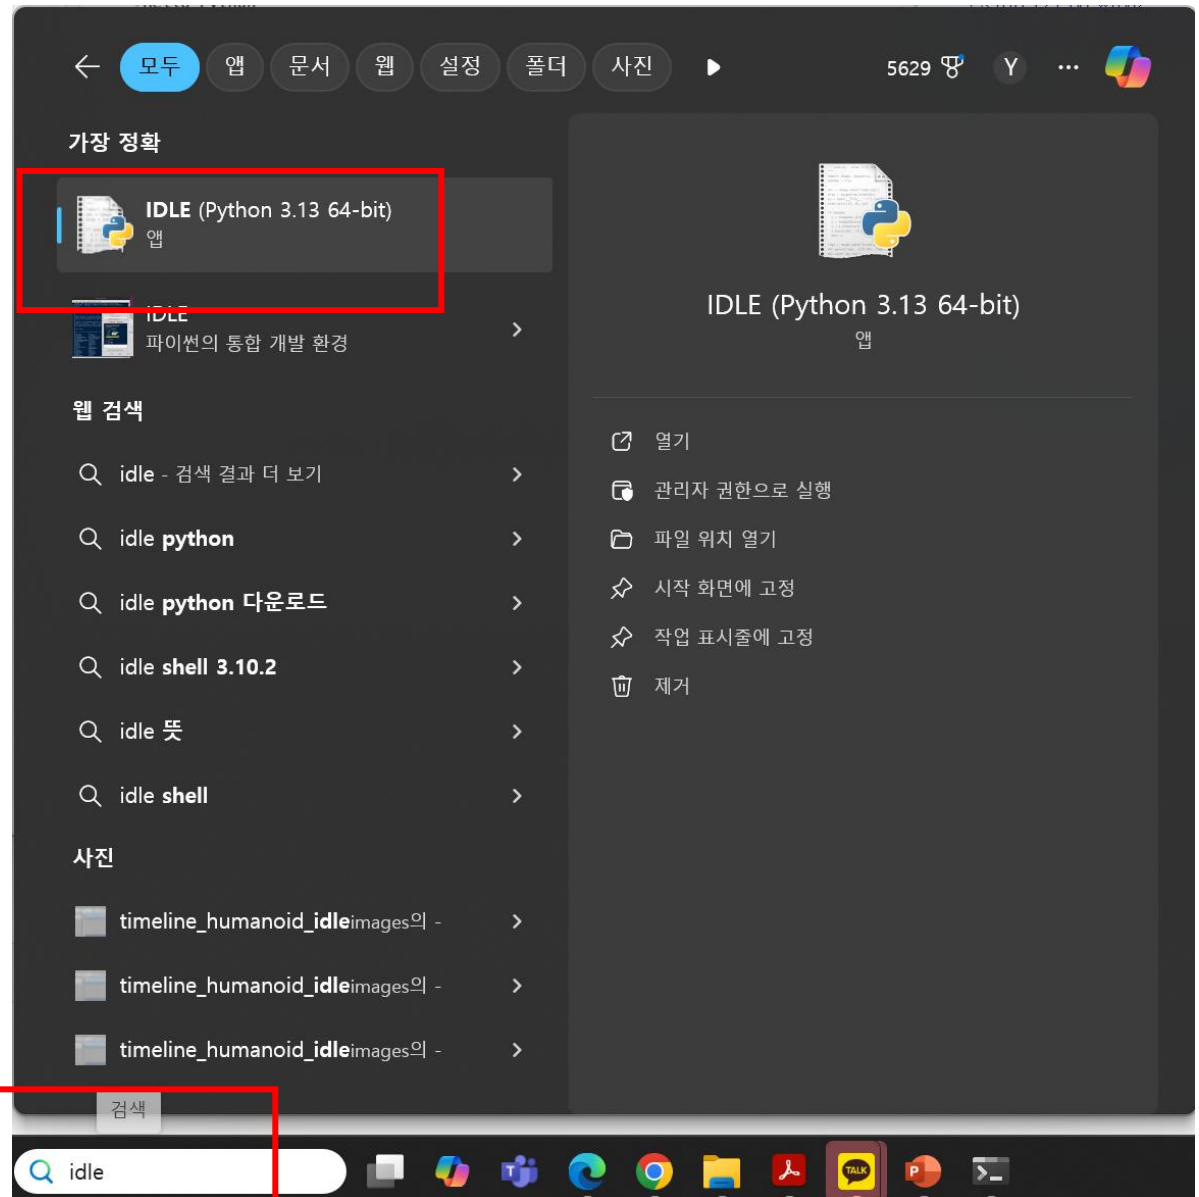 모두 앱 문서 웹 설정 폴더 사진 5629 Y
가장 정확
IDLE (Python 3.13 64-bit)
앱
IDLE
파이썬의 통합 개발 환경
웹 검색
idle - 검색 결과 더 보기
idle python
idle python 다운로드
idle shell 3.10.2
idle 뜻
idle shell
사진
timeline_humanoid_idleimages의 -
timeline_humanoid_idleimages의 -
timeline_humanoid_idleimages의 -
IDLE (Python 3.13 64-bit)
앱
열기
관리자 권한으로 실행
파일 위치 열기
시작 화면에 고정
작업 표시줄에 고정
제거
검색
idle
TALK